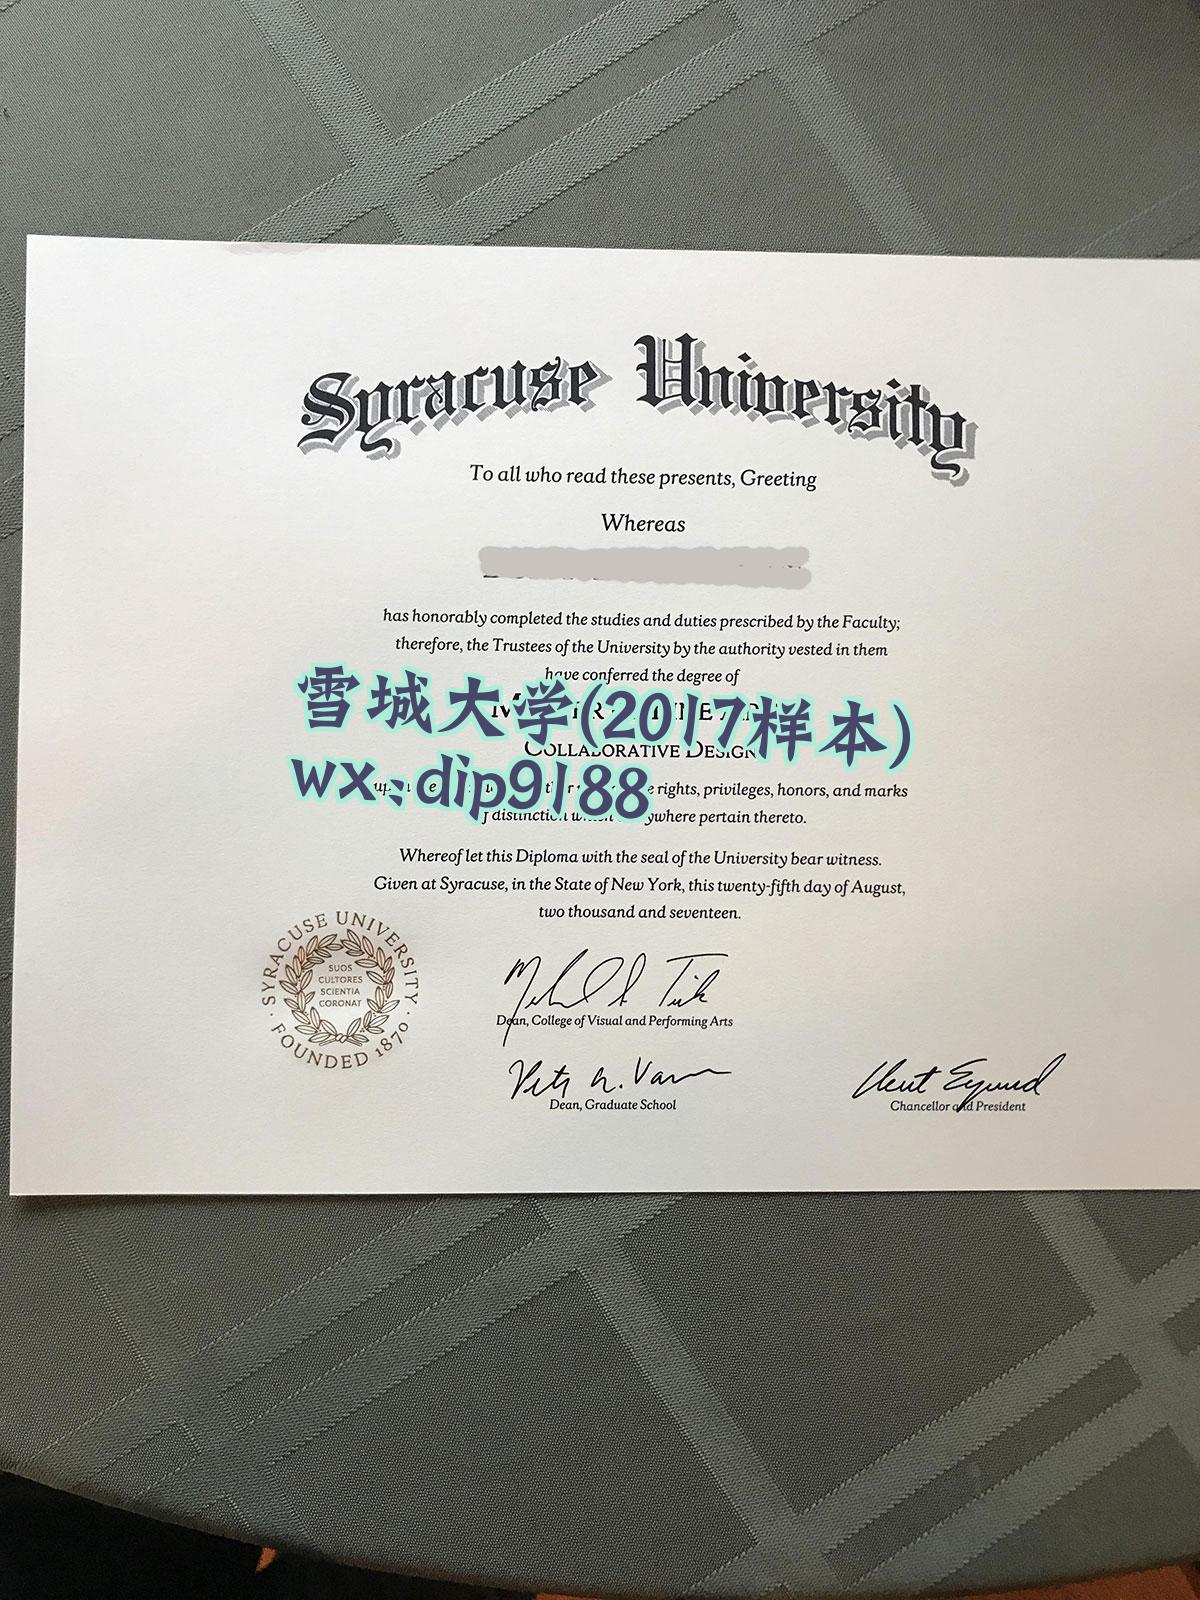 Syracuse University
To all who read these presents, Greeting
Whereas
has honorably completed the studies and duties prescribed by the Faculty;
therefore, the Trustees of the University by the authority vested in them
have conferred the degree of
雪城大学(2017样本)
COLLABORATIVE DESIGN
wx:dip9188
rights, privileges, honors, and marks
distinction pertain thereto.
Whereof let this Diploma with the seal of the University bear witness.
Given at Syracuse, in the State of New York, this twenty-fifth day of August,
two thousand and seventeen.
SYRACUSE UNIVERSITY
SUOS
CULTORES
SCIENTIA
CORONAT
FOUNDED 1870
Dean, College of Visual and Performing Arts
Dean, Graduate School
Chancellor and President